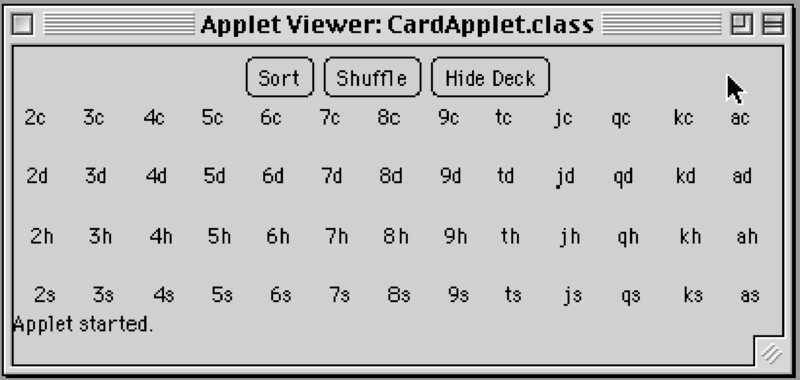 Applet Viewer: CardApplet.class
Sort Shuffle Hide Deck
2c 3c 4c 5c 6c 7c 8c 9c tc jc qc kc ac
2d 3d 4d 5d 6d 7d 8d 9d td jd qd kd ad
2h 3h 4h 5h 6h 7h 8h 9h th jh qh kh ah
2s 3s 4s 5s 6s 7s 8s 9s ts js qs ks as
Applet started.